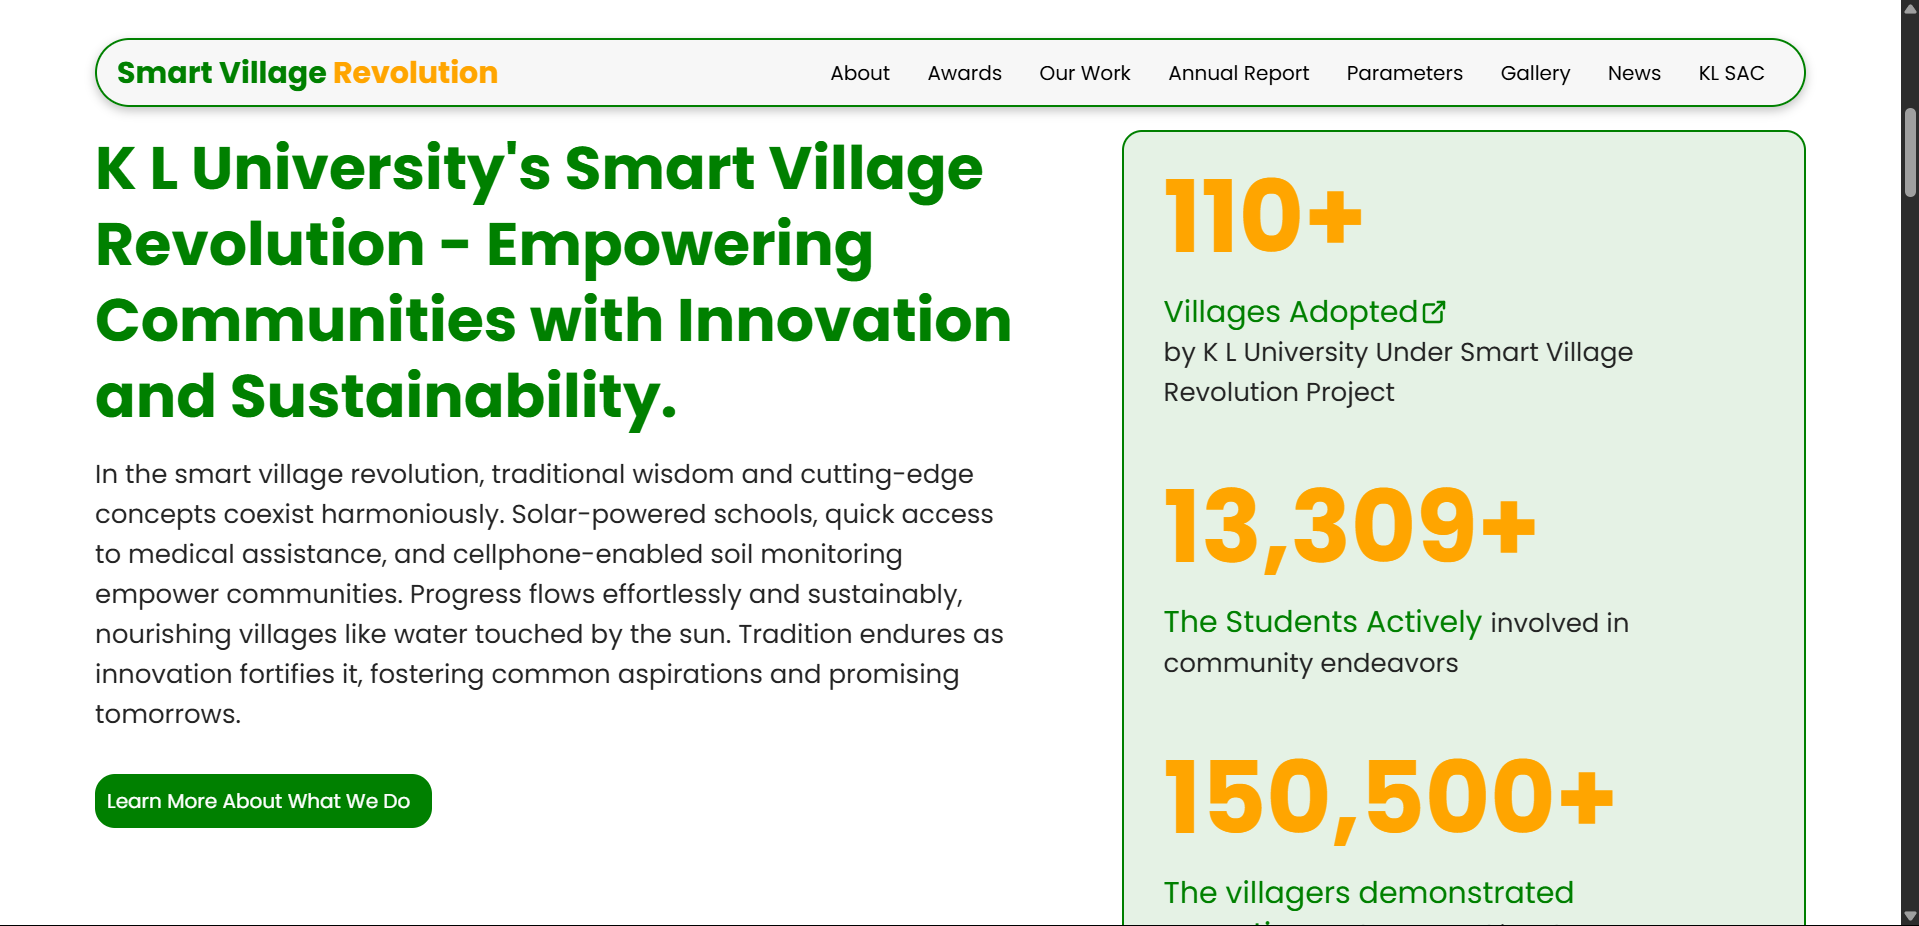 Smart Village Revolution
About Awards Our Work Annual Report Parameters Gallery News KL SAC
K L University's Smart Village
Revolution - Empowering
Communities with Innovation
and Sustainability.
In the smart village revolution, traditional wisdom and cutting-edge
concepts coexist harmoniously. Solar-powered schools, quick access
to medical assistance, and cellphone-enabled soil monitoring
empower communities. Progress flows effortlessly and sustainably,
nourishing villages like water touched by the sun. Tradition endures as
innovation fortifies it, fostering common aspirations and promising
tomorrows.
Learn More About What We Do
110+
Villages Adopted
by K L University Under Smart Village
Revolution Project
13,309+
The Students Actively involved in
community endeavors
150,500+
The villagers demonstrated